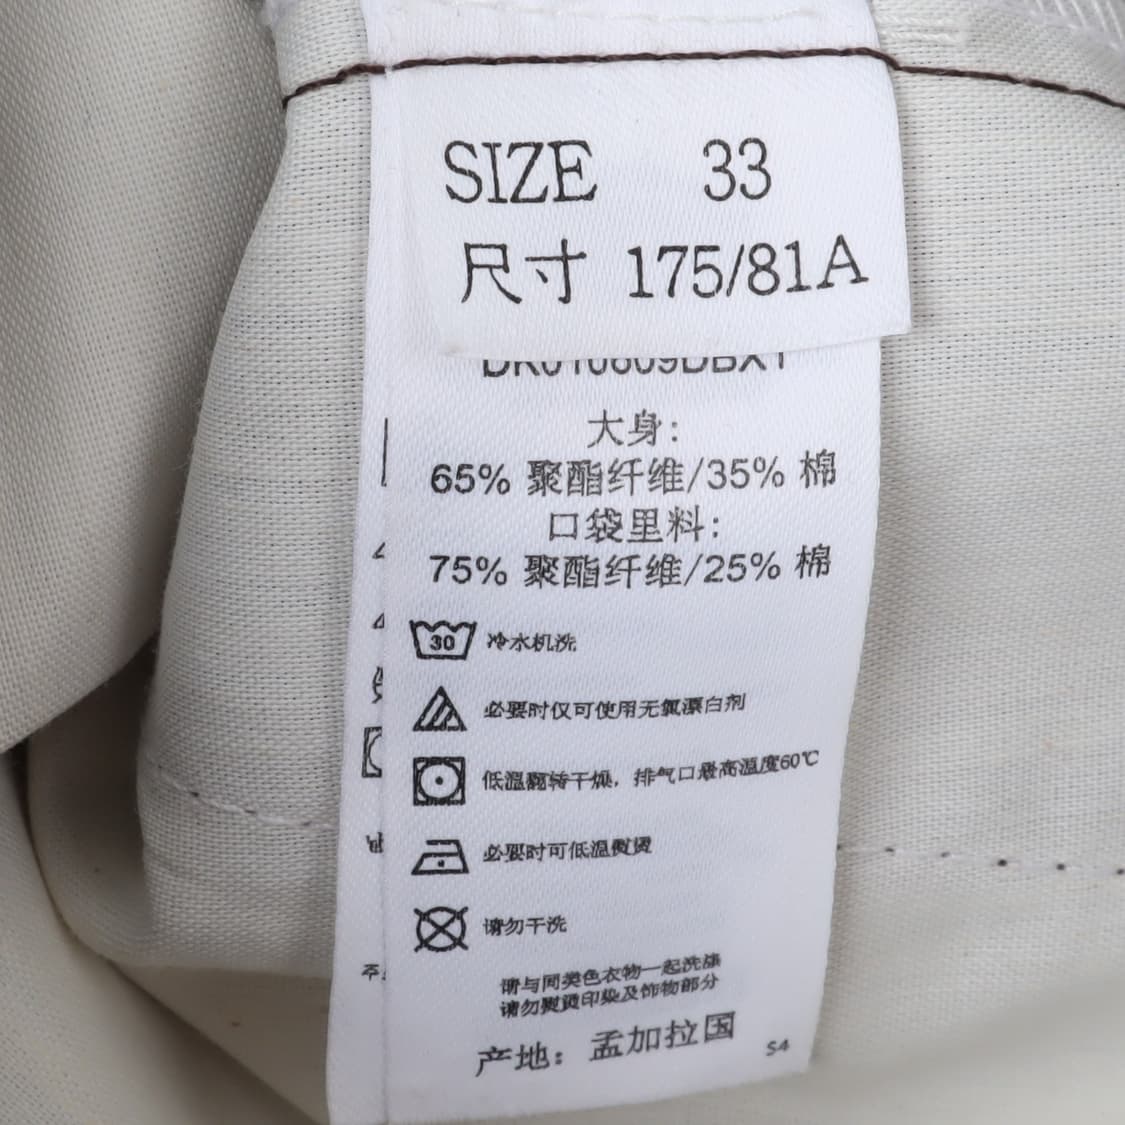 SIZE 33
尺寸 175/81A
大身:
65% 聚酯纤维/35% 棉
口袋里料:
75% 聚酯纤维/25% 棉
30 冷水机洗
必要时仅可使用无氯漂白剂
低温翻转干燥, 排气口最高温度60℃
必要时可低温熨烫
请勿干洗
请与同类色衣物一起洗涤
请勿熨烫印染及饰物部分
产地: 孟加拉国
S4